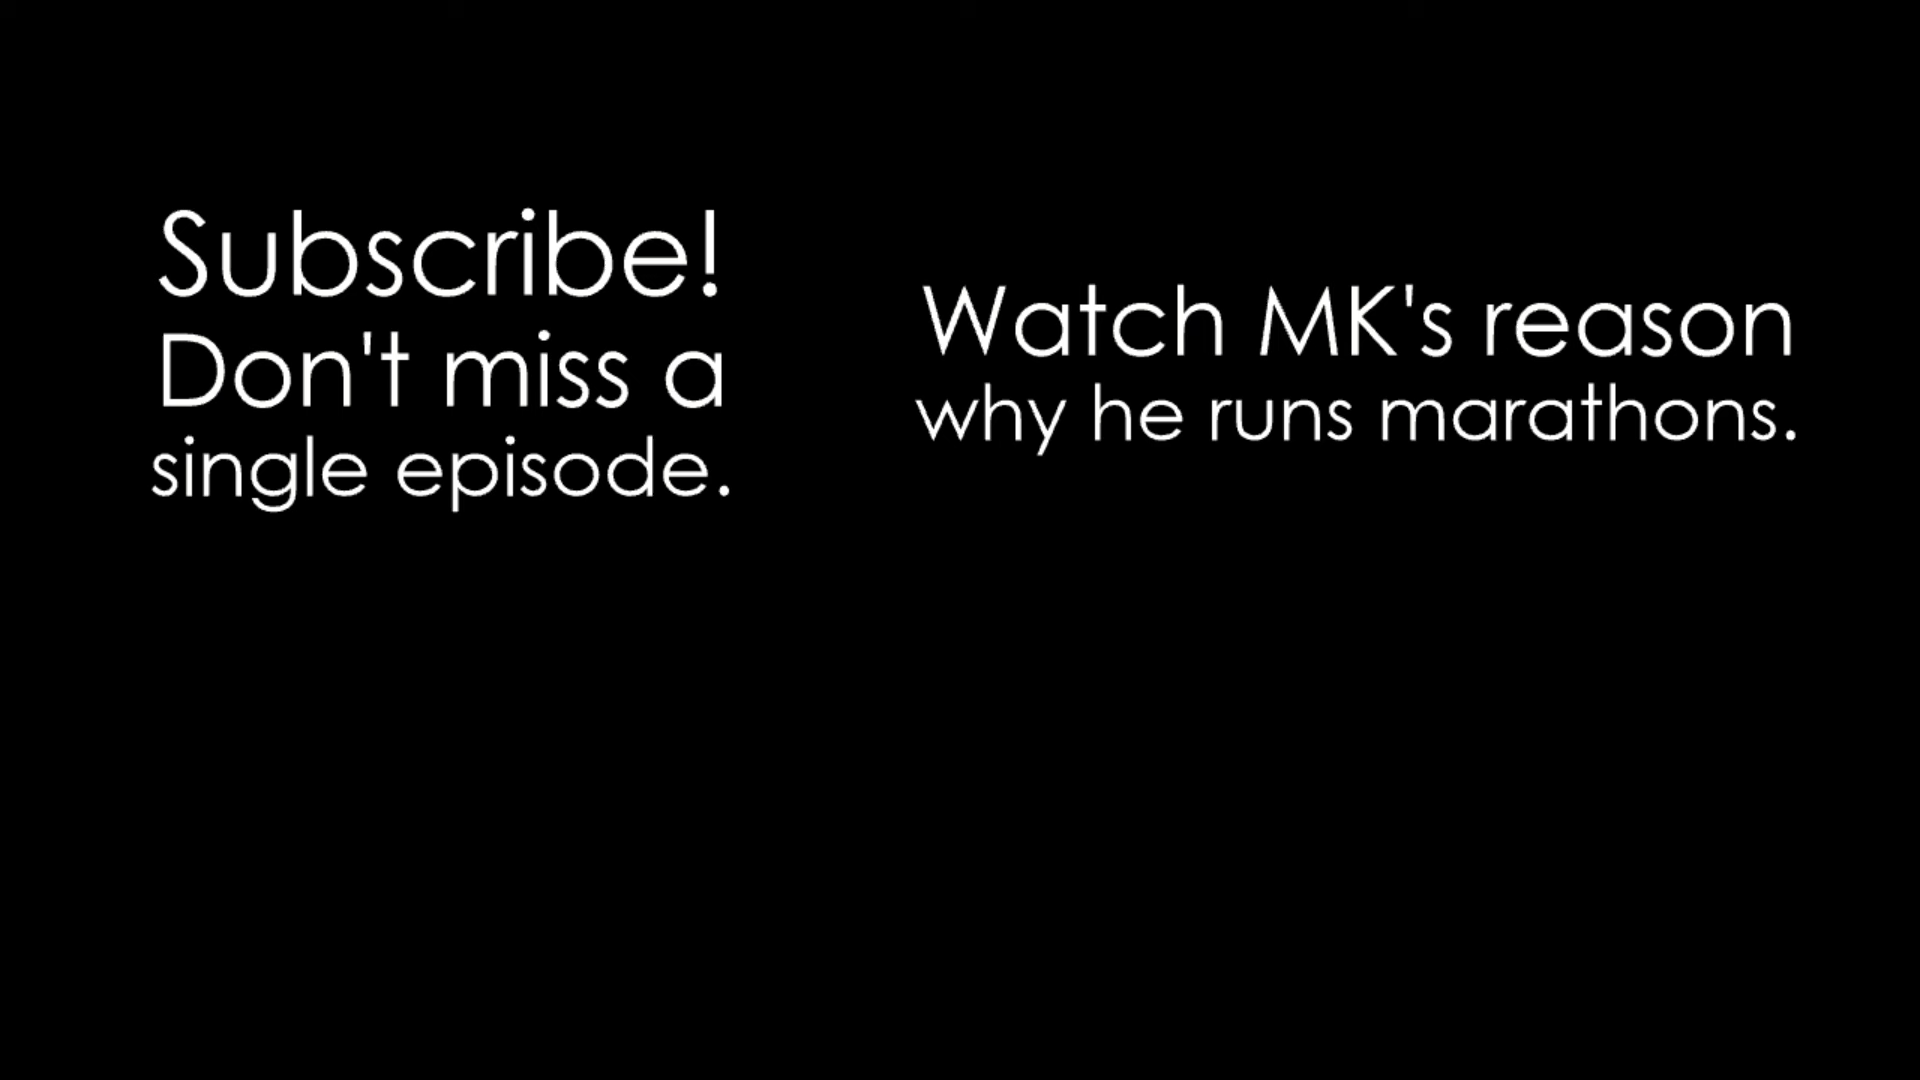 Subscribe!
Don't miss a
single episode.
Watch MK's reason
why he runs marathons.